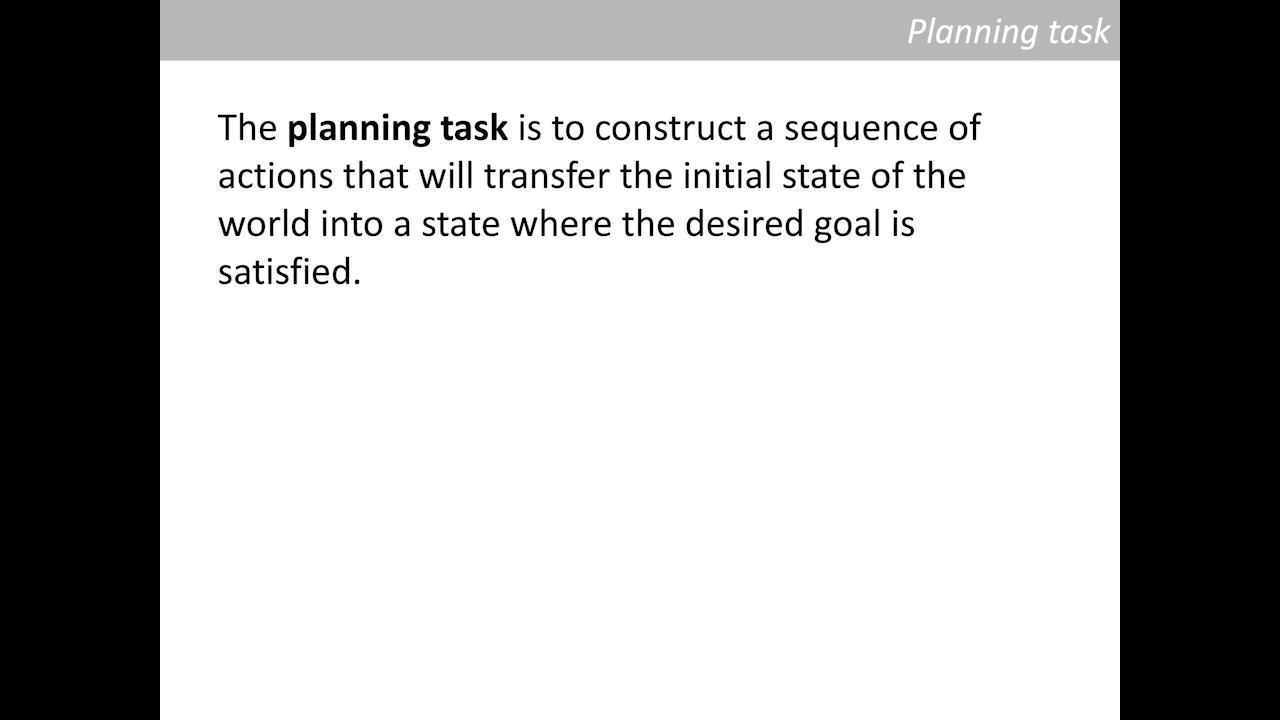 Planning task
The planning task is to construct a sequence of
actions that will transfer the initial state of the
world into a state where the desired goal is
satisfied.